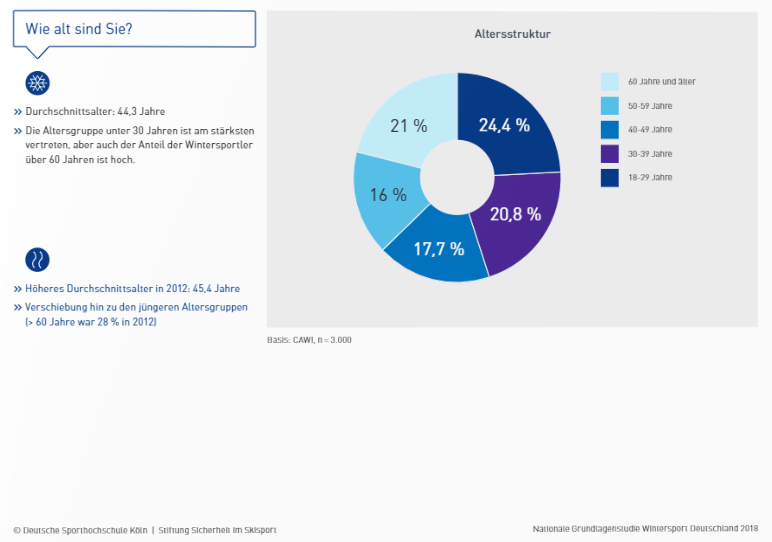 Wie alt sind Sie?
» Durchschnittsalter: 44,3 Jahre
» Die Altersgruppe unter 30 Jahren ist am stärksten
vertreten, aber auch der Anteil der Wintersportler
über 60 Jahren ist hoch.
» Höheres Durchschnittsalter in 2012: 45,4 Jahre
» Verschiebung hin zu den jüngeren Altersgruppen
(> 60 Jahre war 28 % in 2012)
Altersstruktur
21 %
24,4 %
16 %
20,8 %
17,7 %
60 Jahre und älter
50-59 Jahre
40-49 Jahre
30-39 Jahre
18-29 Jahre
Basis: CAWI, n = 3.000
© Deutsche Sporthochschule Köln | Stiftung Sicherheit im Skisport
Nationale Grundlagenstudie Wintersport Deutschland 2018